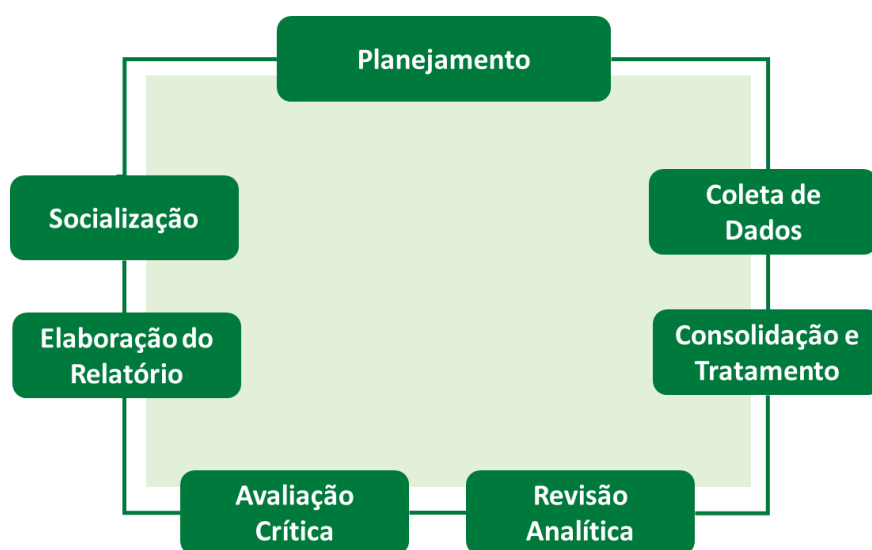 Planejamento
Coleta de
Dados
Consolidação e
Tratamento
Revisão
Analítica
Avaliação
Crítica
Elaboração do
Relatório
Socialização